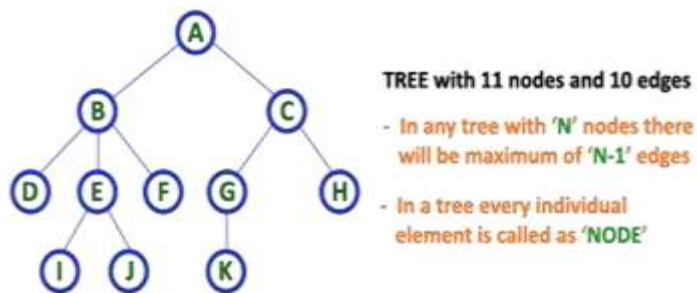 A
B C
D E F G H
I J K
TREE with 11 nodes and 10 edges
- In any tree with 'N' nodes there
will be maximum of 'N-1' edges
- In a tree every individual
element is called as 'NODE'